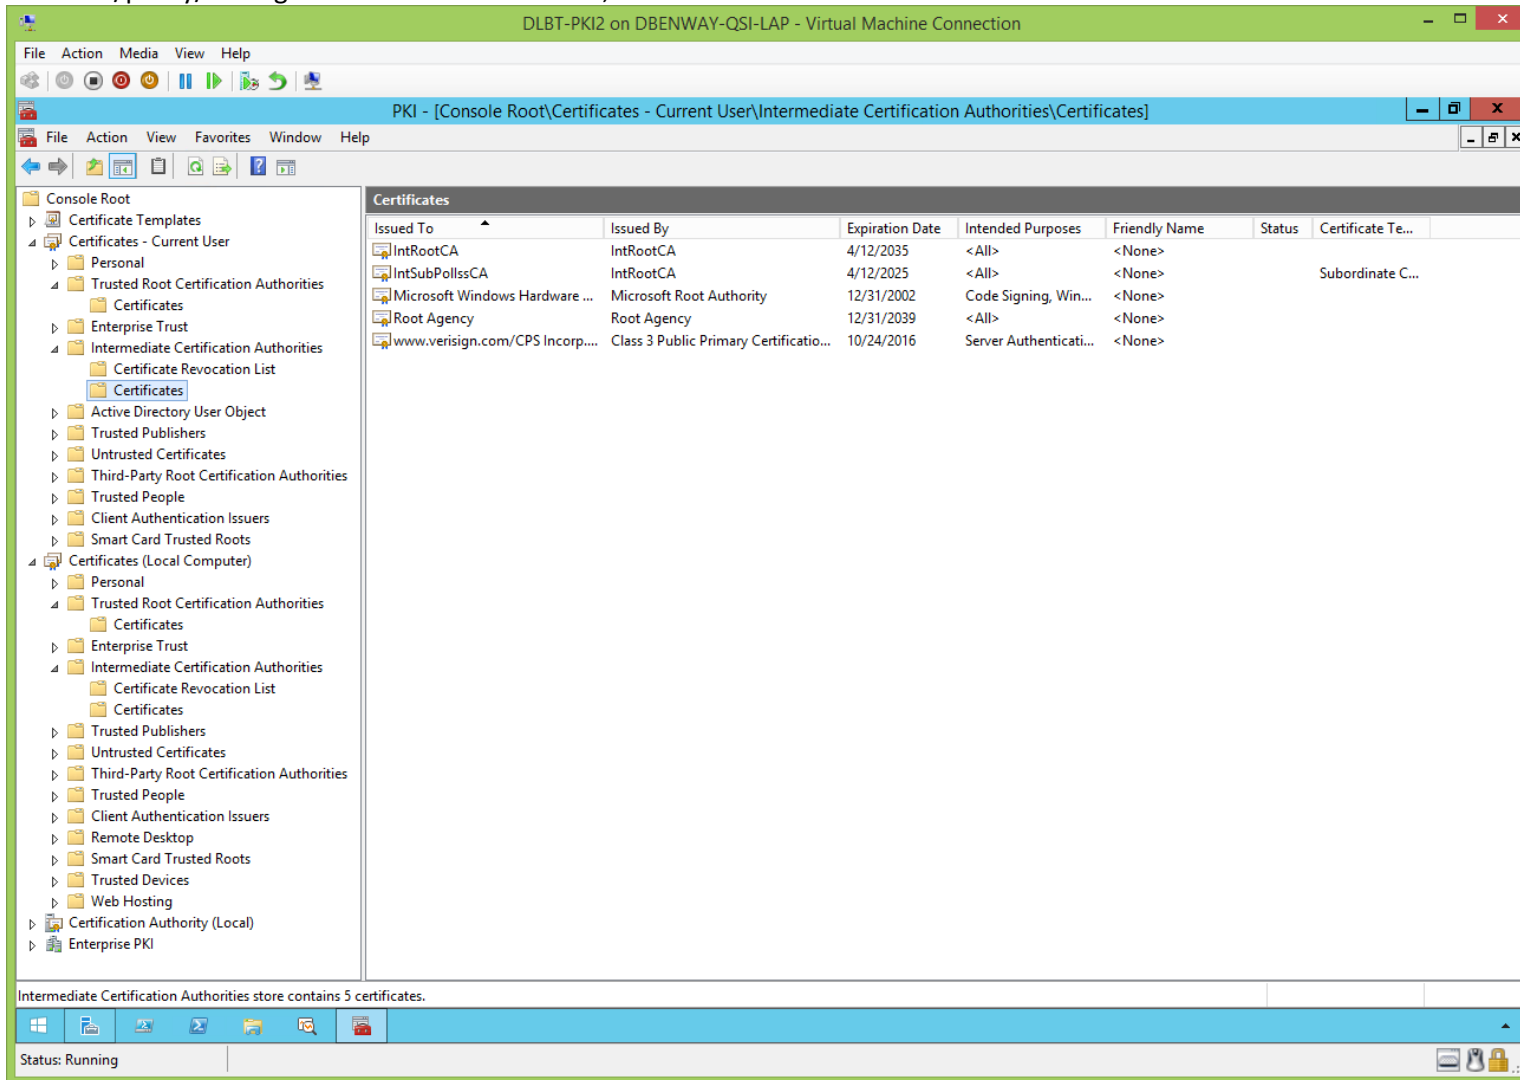 DLBT-PKI2 on DBENWAY-QSI-LAP - Virtual Machine Connection
File Action Media View Help
PKI - [Console Root\Certificates - Current User\Intermediate Certification Authorities\Certificates]
File Action View Favorites Window Help
Console Root
Certificate Templates
Certificates - Current User
Personal
Trusted Root Certification Authorities
Certificates
Enterprise Trust
Intermediate Certification Authorities
Certificate Revocation List
Certificates
Active Directory User Object
Trusted Publishers
Untrusted Certificates
Third-Party Root Certification Authorities
Trusted People
Client Authentication Issuers
Smart Card Trusted Roots
Certificates (Local Computer)
Personal
Trusted Root Certification Authorities
Certificates
Enterprise Trust
Intermediate Certification Authorities
Certificate Revocation List
Certificates
Trusted Publishers
Untrusted Certificates
Third-Party Root Certification Authorities
Trusted People
Client Authentication Issuers
Remote Desktop
Smart Card Trusted Roots
Trusted Devices
Web Hosting
Certification Authority (Local)
Enterprise PKI
Certificates
Issued To Issued By Expiration Date Intended Purposes Friendly Name Status Certificate Te...
IntRootCA IntRootCA 4/12/2035 <All> <None>
IntSubPolIssCA IntRootCA 4/12/2025 <All> <None> Subordinate C...
Microsoft Windows Hardware ... Microsoft Root Authority 12/31/2002 Code Signing, Win... <None>
Root Agency Root Agency 12/31/2039 <All> <None>
www.verisign.com/CPS Incorp.... Class 3 Public Primary Certificatio... 10/24/2016 Server Authenticati... <None>
Intermediate Certification Authorities store contains 5 certificates.
Status: Running